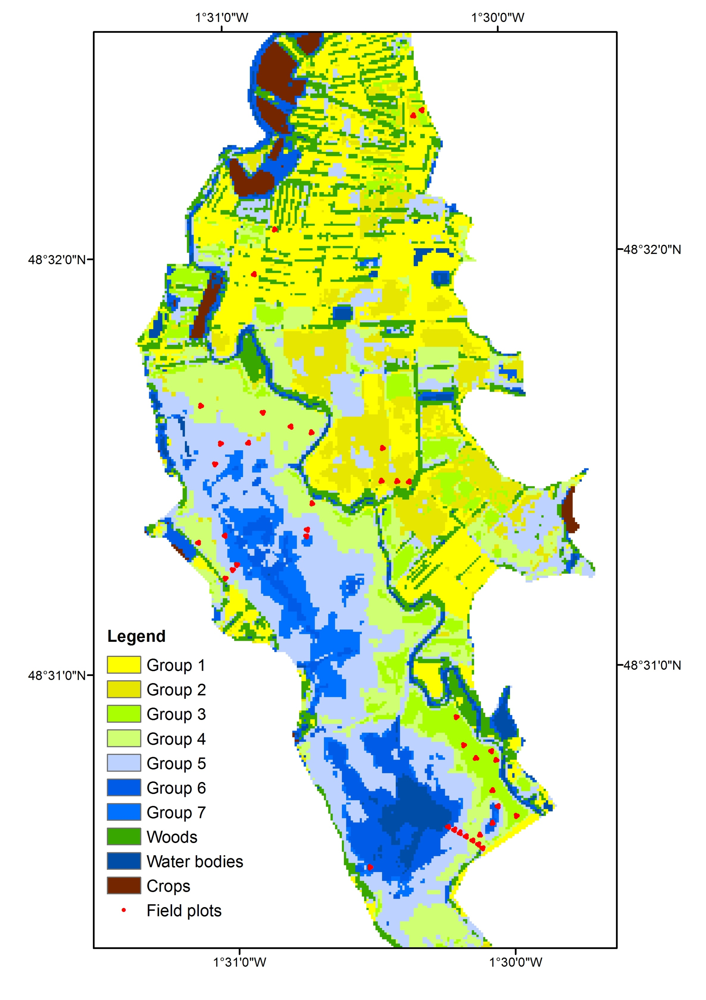 1°31'0"W
1°30'0"W
48°32'0"N
48°32'0"N
48°31'0"N
48°31'0"N
Legend
Group 1
Group 2
Group 3
Group 4
Group 5
Group 6
Group 7
Woods
Water bodies
Crops
Field plots
1°31'0"W
1°30'0"W